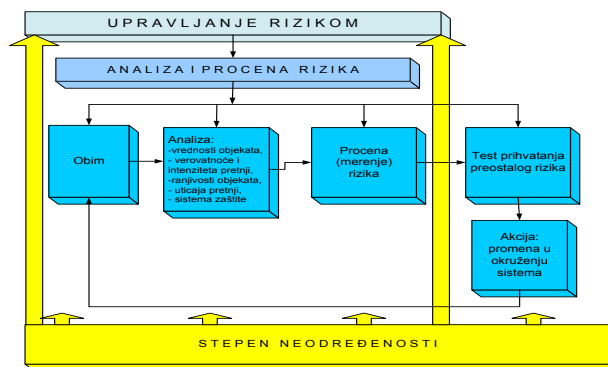 UPRAVLJANJE RIZIKOM
ANALIZA I PROCENA RIZIKA
Obim
Analiza:
-vrednosti objekata,
- verovatnoće i
intenziteta pretnji,
-ranjivosti objekata,
- uticaja pretnji,
- sistema zaštite
Procena
(merenje)
rizika
Test prihvatanja
preostalog rizika
Akcija:
promena u
okruženju
sistema
STEPEN NEODREĐENOSTI